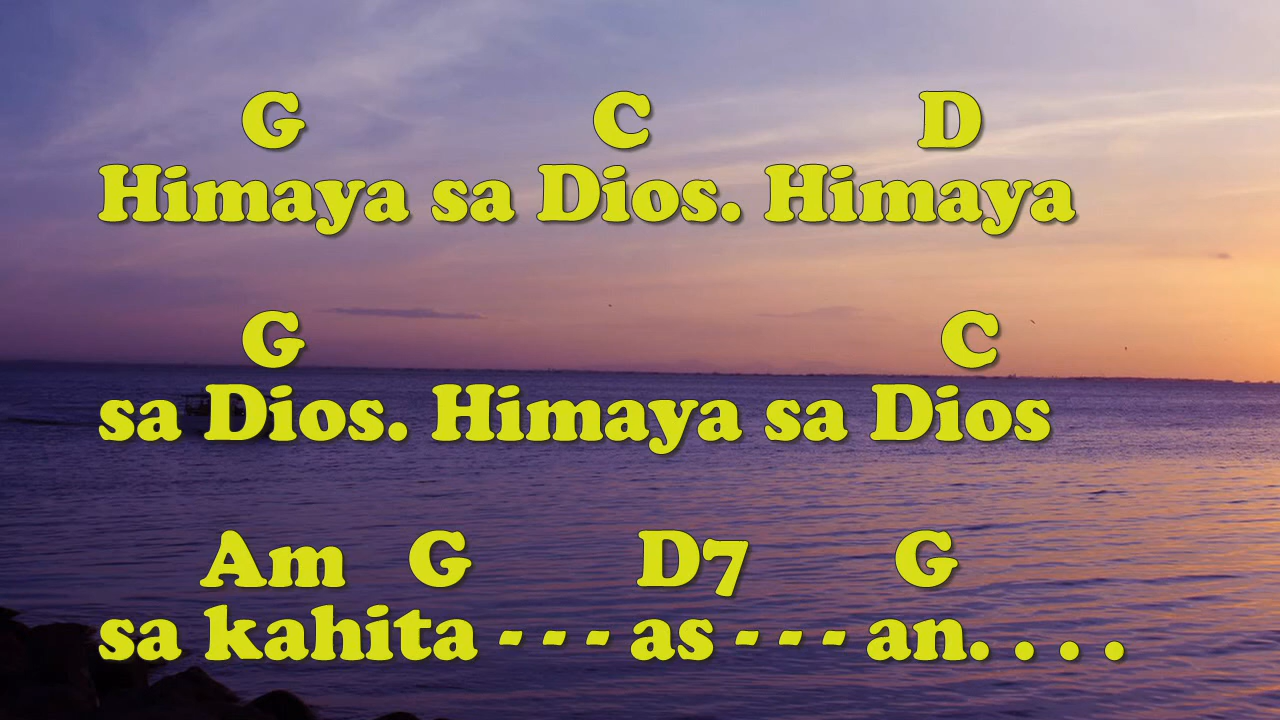 G C D
Himaya sa Dios. Himaya
G C
sa Dios. Himaya sa Dios
Am G D7 G
sa kahita - - - as - - - an. . . .